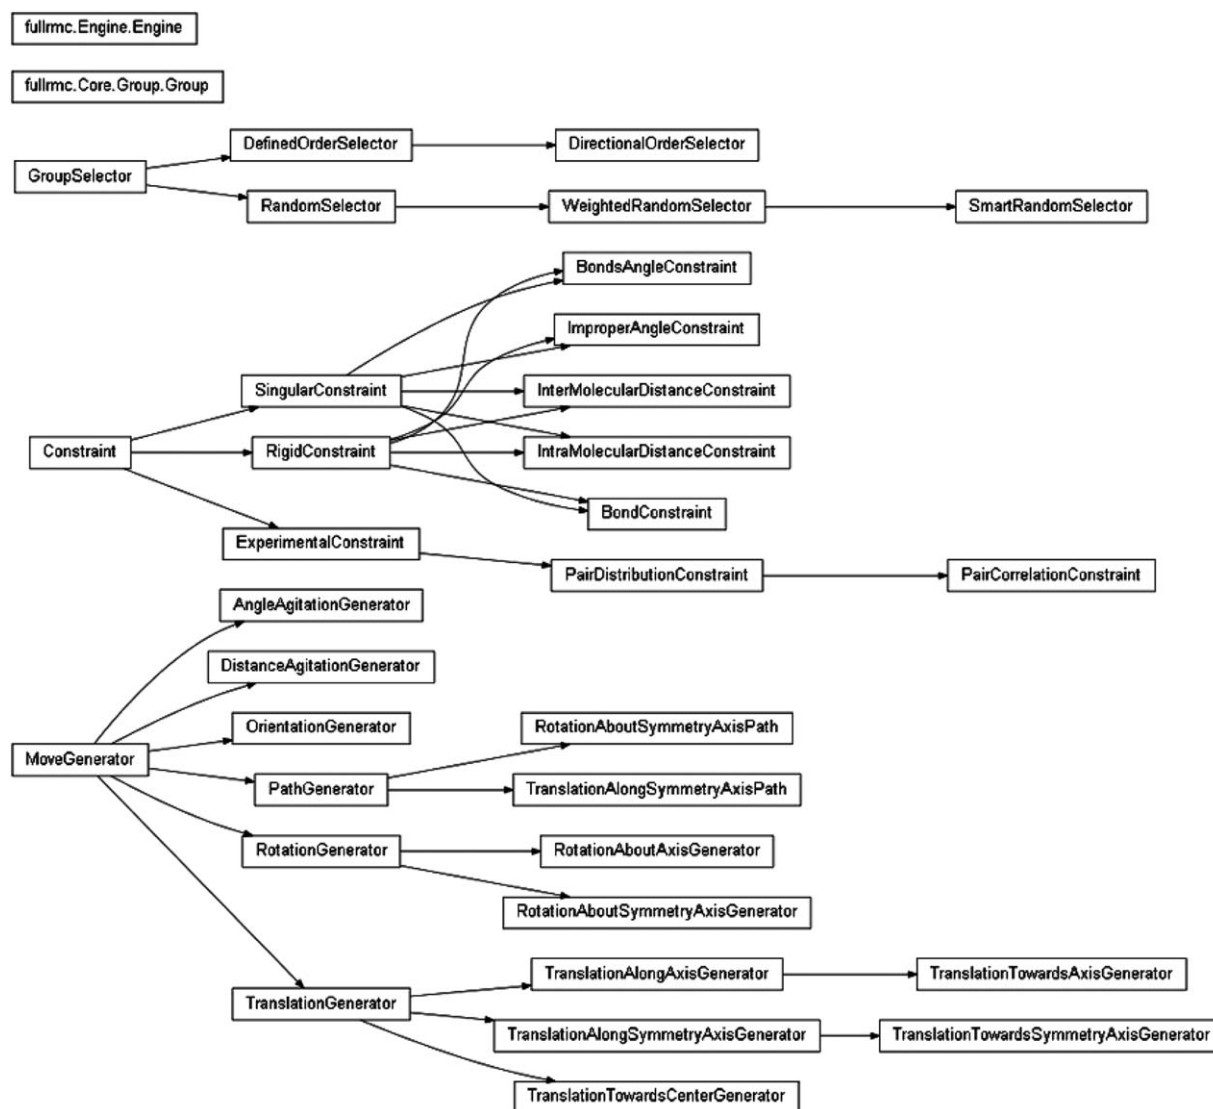 fullrmc.Engine.Engine
fullrmc.Core.Group.Group
DefinedOrderSelector
DirectionalOrderSelector
GroupSelector
RandomSelector
WeightedRandomSelector
SmartRandomSelector
BondsAngleConstraint
ImproperAngleConstraint
SingularConstraint
InterMolecularDistanceConstraint
Constraint
RigidConstraint
IntraMolecularDistanceConstraint
BondConstraint
ExperimentalConstraint
PairDistributionConstraint
PairCorrelationConstraint
AngleAgitationGenerator
DistanceAgitationGenerator
OrientationGenerator
RotationAboutSymmetryAxisPath
MoveGenerator
PathGenerator
TranslationAlongSymmetryAxisPath
RotationGenerator
RotationAboutAxisGenerator
RotationAboutSymmetryAxisGenerator
TranslationAlongAxisGenerator
TranslationTowardsAxisGenerator
TranslationGenerator
TranslationAlongSymmetryAxisGenerator
TranslationTowardsSymmetryAxisGenerator
TranslationTowardsCenterGenerator